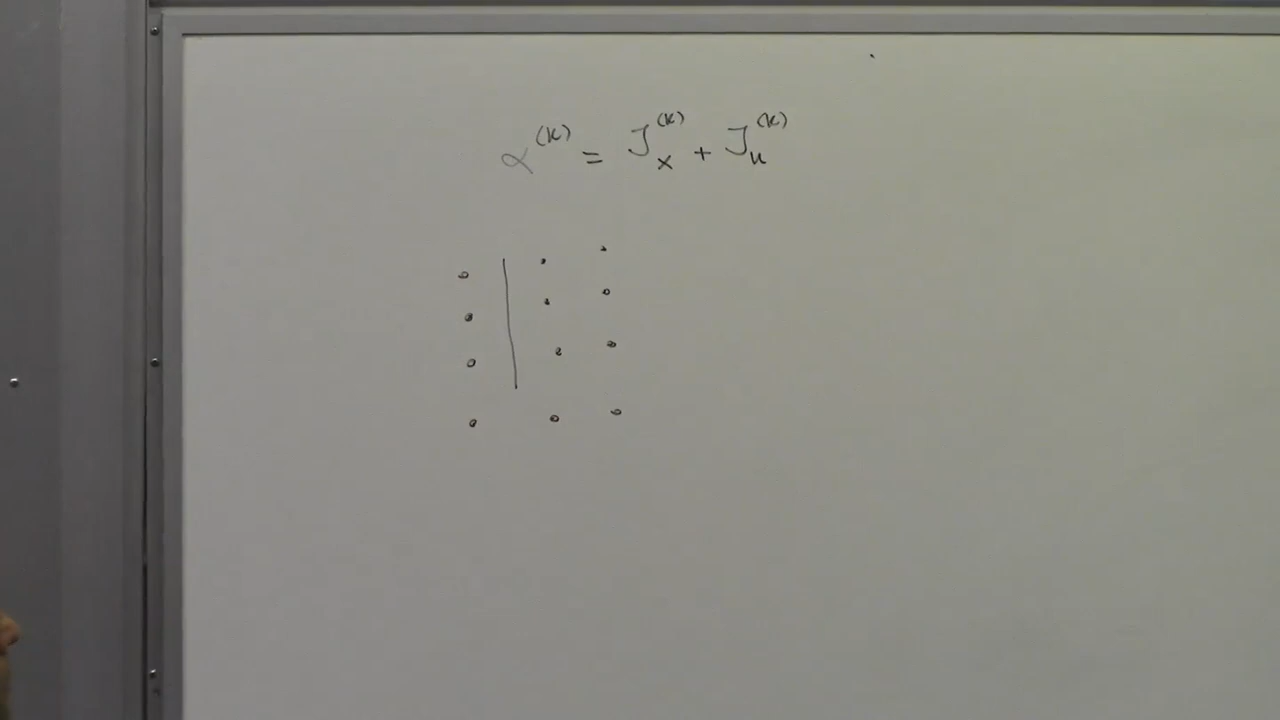 α^(k) = J_x^(k) + J_u^(k)